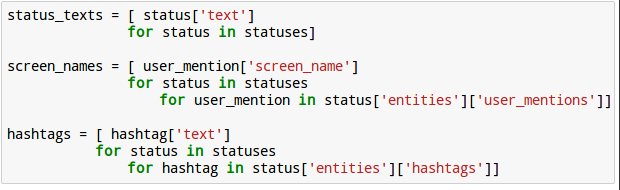 status_texts = [ status['text']
for status in statuses]
screen_names = [ user_mention['screen_name']
for status in statuses
for user_mention in status['entities']['user_mentions']]
hashtags = [ hashtag['text']
for status in statuses
for hashtag in status['entities']['hashtags']]